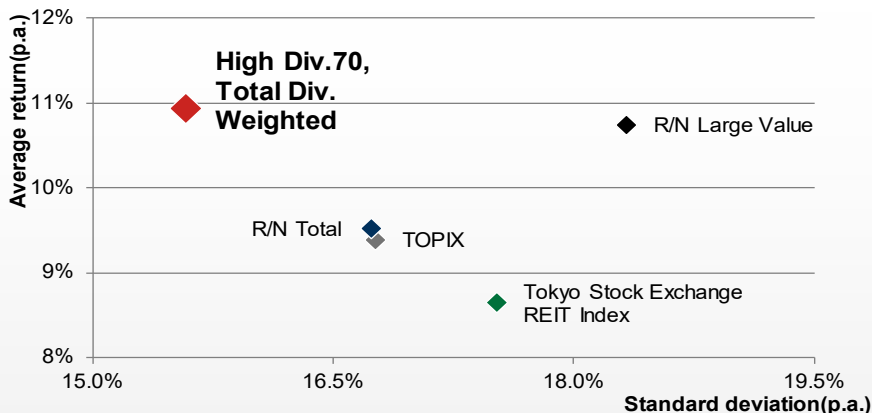 Average return(p.a.)
12%
11%
10%
9%
8%
High Div.70,
Total Div.
Weighted
R/N Large Value
R/N Total
TOPIX
Tokyo Stock Exchange
REIT Index
15.0%
16.5%
18.0%
19.5%
Standard deviation(p.a.)